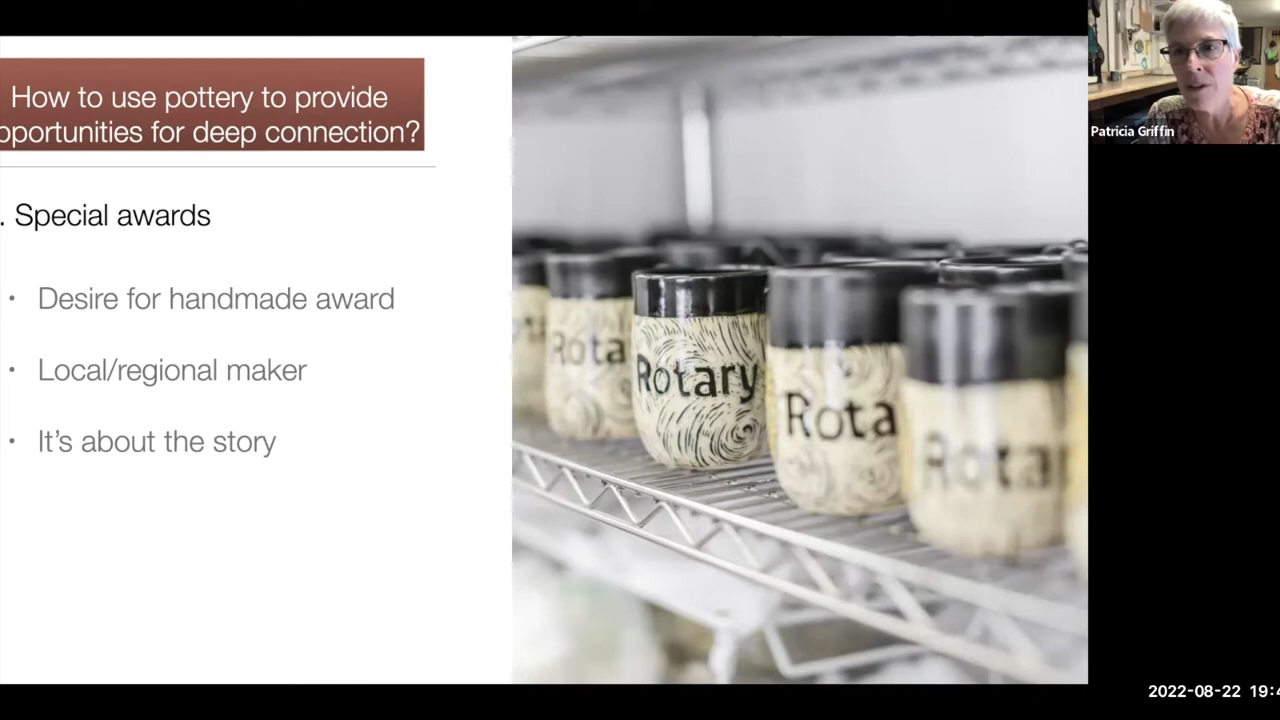 How to use pottery to provide
pportunities for deep connection?
. Special awards
• Desire for handmade award
• Local/regional maker
• It's about the story
Rota
Rotary
Rota
Rotar
Patricia Griffin
2022-08-22 19:4